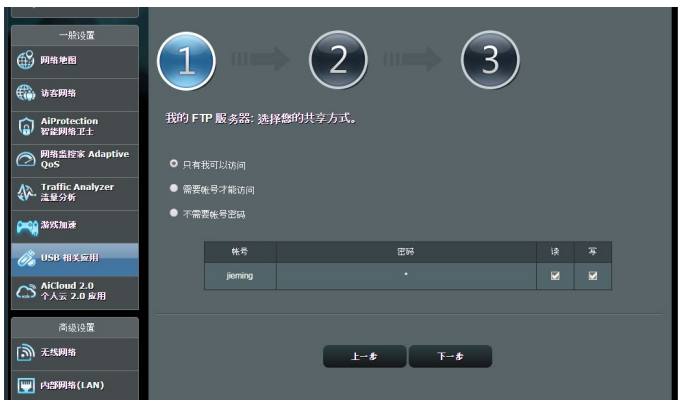 一般设置
网络地图
访客网络
AiProtection
智能网络卫士
网络监控家 Adaptive
QoS
Traffic Analyzer
流量分析
游戏加速
USB 相关应用
AiCloud 2.0
个人云 2.0 应用
高级设置
无线网络
内部网络(LAN)
1 2 3
我的 FTP 服务器: 选择您的共享方式。
只有我可以访问
需要帐号才能访问
不需要帐号密码
帐号 密码 读 写
jieming *
上一步 下一步